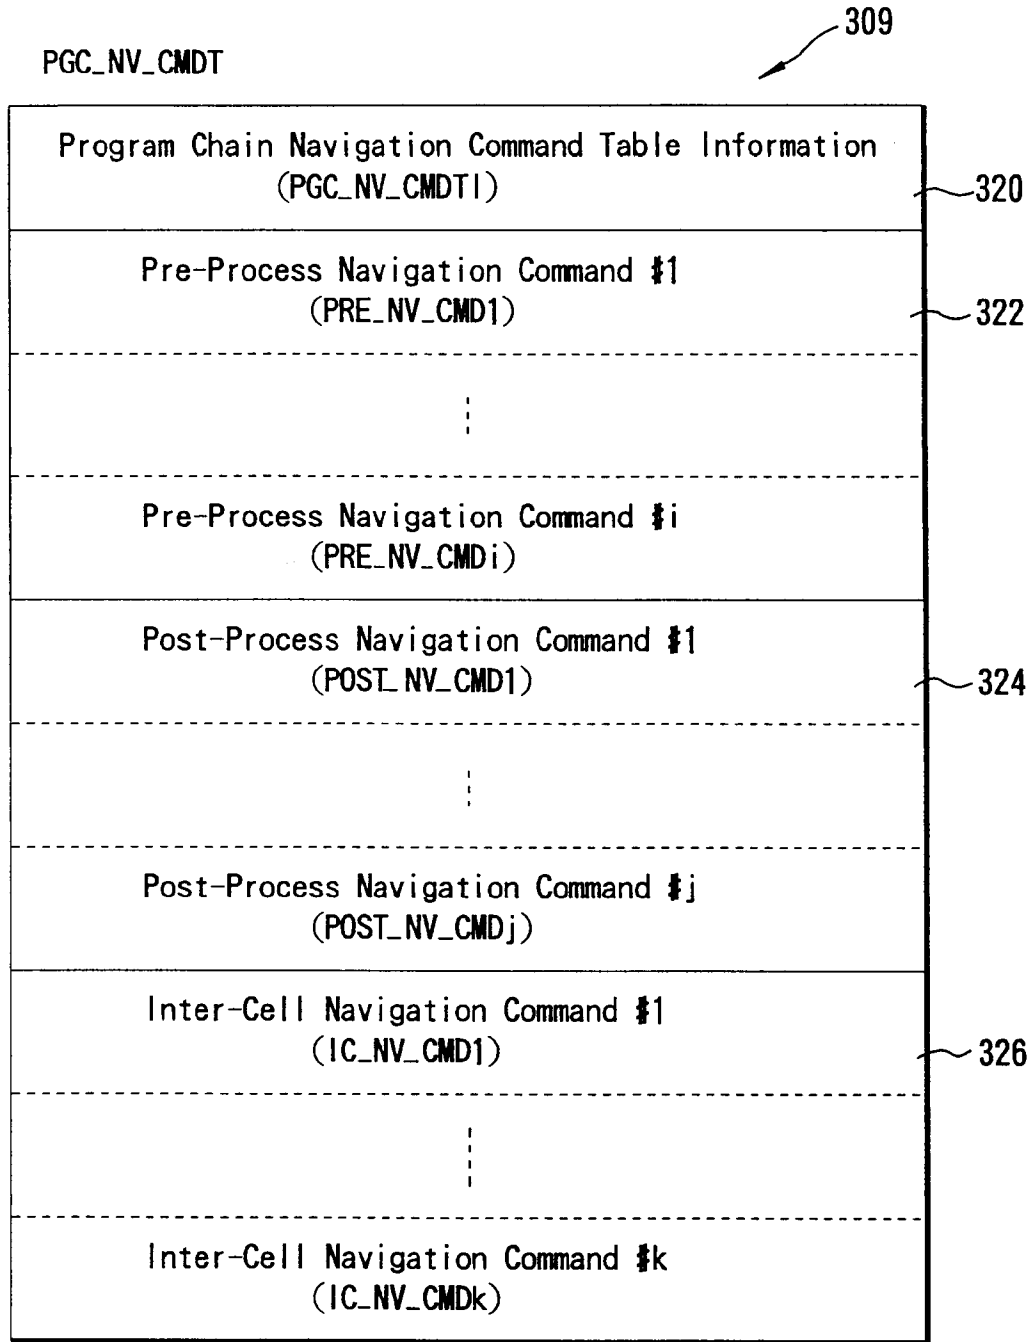 309
PGC_NV_CMDT
Program Chain Navigation Command Table Information
(PGC_NV_CMDTI)
320
Pre-Process Navigation Command #1
(PRE_NV_CMD1)
322
Pre-Process Navigation Command #i
(PRE_NV_CMDi)
Post-Process Navigation Command #1
(POST_NV_CMD1)
324
Post-Process Navigation Command #j
(POST_NV_CMDj)
Inter-Cell Navigation Command #1
(IC_NV_CMD1)
326
Inter-Cell Navigation Command #k
(IC_NV_CMDk)